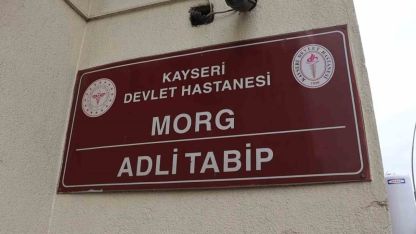 KAYSERİ
DEVLET HASTANESİ
MORG
ADLİ TABİP